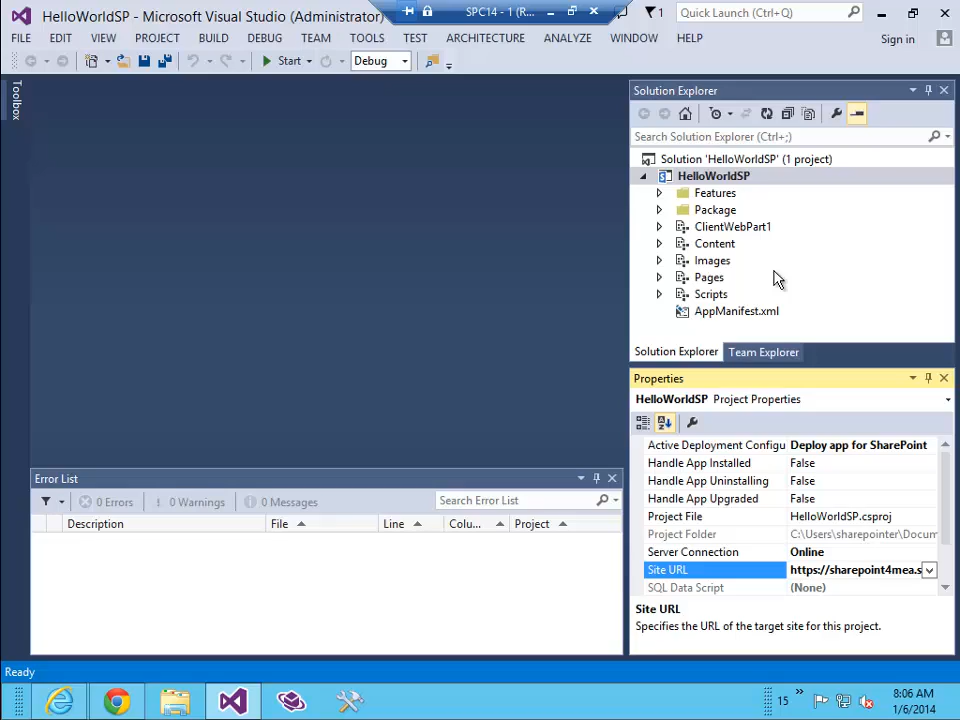 HelloWorldSP - Microsoft Visual Studio (Administrator)
SPC14 - 1 (R...
1
Quick Launch (Ctrl+Q)
FILE EDIT VIEW PROJECT BUILD DEBUG TEAM TOOLS TEST ARCHITECTURE ANALYZE WINDOW HELP Sign in
Start Debug
Toolbox
Solution Explorer
Search Solution Explorer (Ctrl+;)
Solution 'HelloWorldSP' (1 project)
HelloWorldSP
Features
Package
ClientWebPart1
Content
Images
Pages
Scripts
AppManifest.xml
Solution Explorer Team Explorer
Properties
HelloWorldSP Project Properties
Active Deployment Configu Deploy app for SharePoint
Handle App Installed False
Handle App Uninstalling False
Handle App Upgraded False
Project File HelloWorldSP.csproj
Project Folder C:\Users\sharepointer\Docum
Server Connection Online
Site URL https://sharepoint4mea.s
SQL Data Script (None)
Site URL
Specifies the URL of the target site for this project.
Error List
0 Errors 0 Warnings 0 Messages Search Error List
Description File Line Colu... Project
Ready
15 8:06 AM
1/6/2014